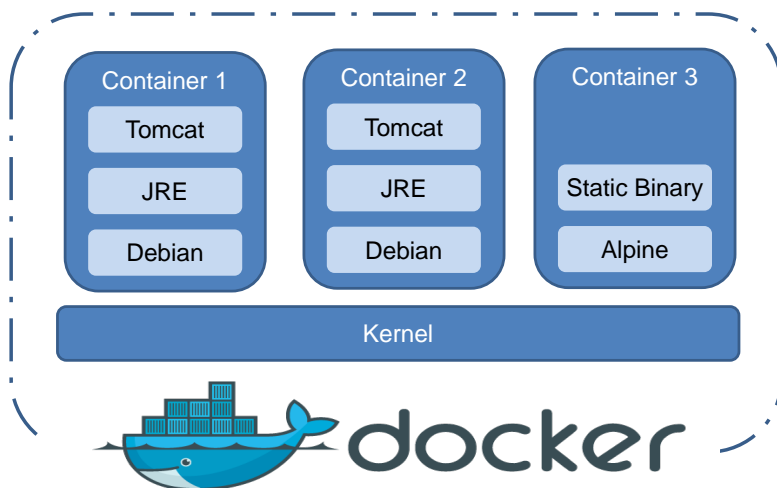 Container 1
Tomcat
JRE
Debian
Container 2
Tomcat
JRE
Debian
Container 3
Static Binary
Alpine
Kernel
docker